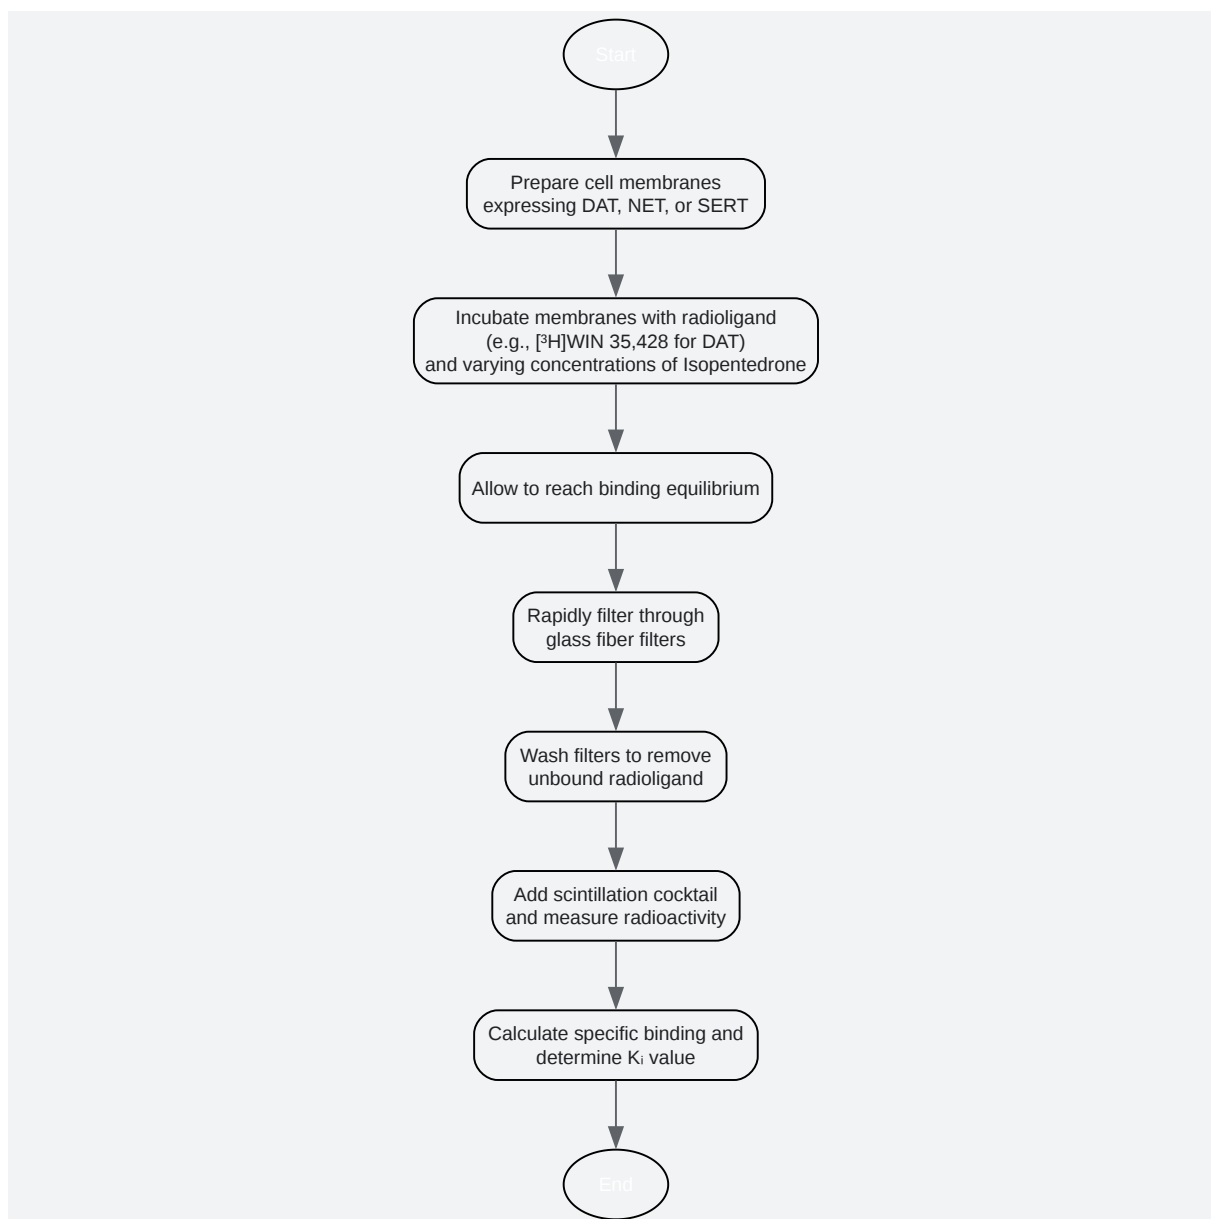 Start
Prepare cell membranes
expressing DAT, NET, or SERT
Incubate membranes with radioligand
(e.g., [³H]WIN 35,428 for DAT)
and varying concentrations of Isopentedrone
Allow to reach binding equilibrium
Rapidly filter through
glass fiber filters
Wash filters to remove
unbound radioligand
Add scintillation cocktail
and measure radioactivity
Calculate specific binding and
determine Kᵢ value
End